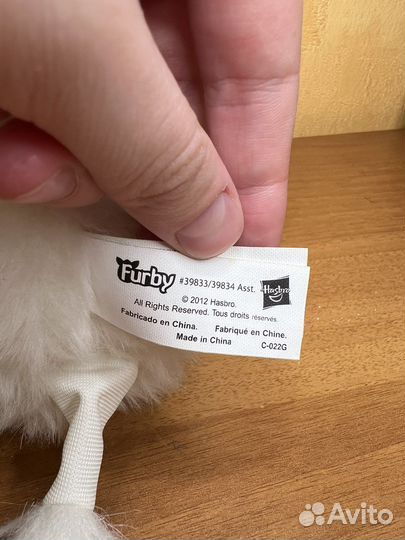 Furby #39833/39834 Asst. Hasbro
© 2012 Hasbro.
All Rights Reserved. Tous droits réservés.
Fabricado en China. Fabriqué en Chine.
Made in China C-022G
Avito